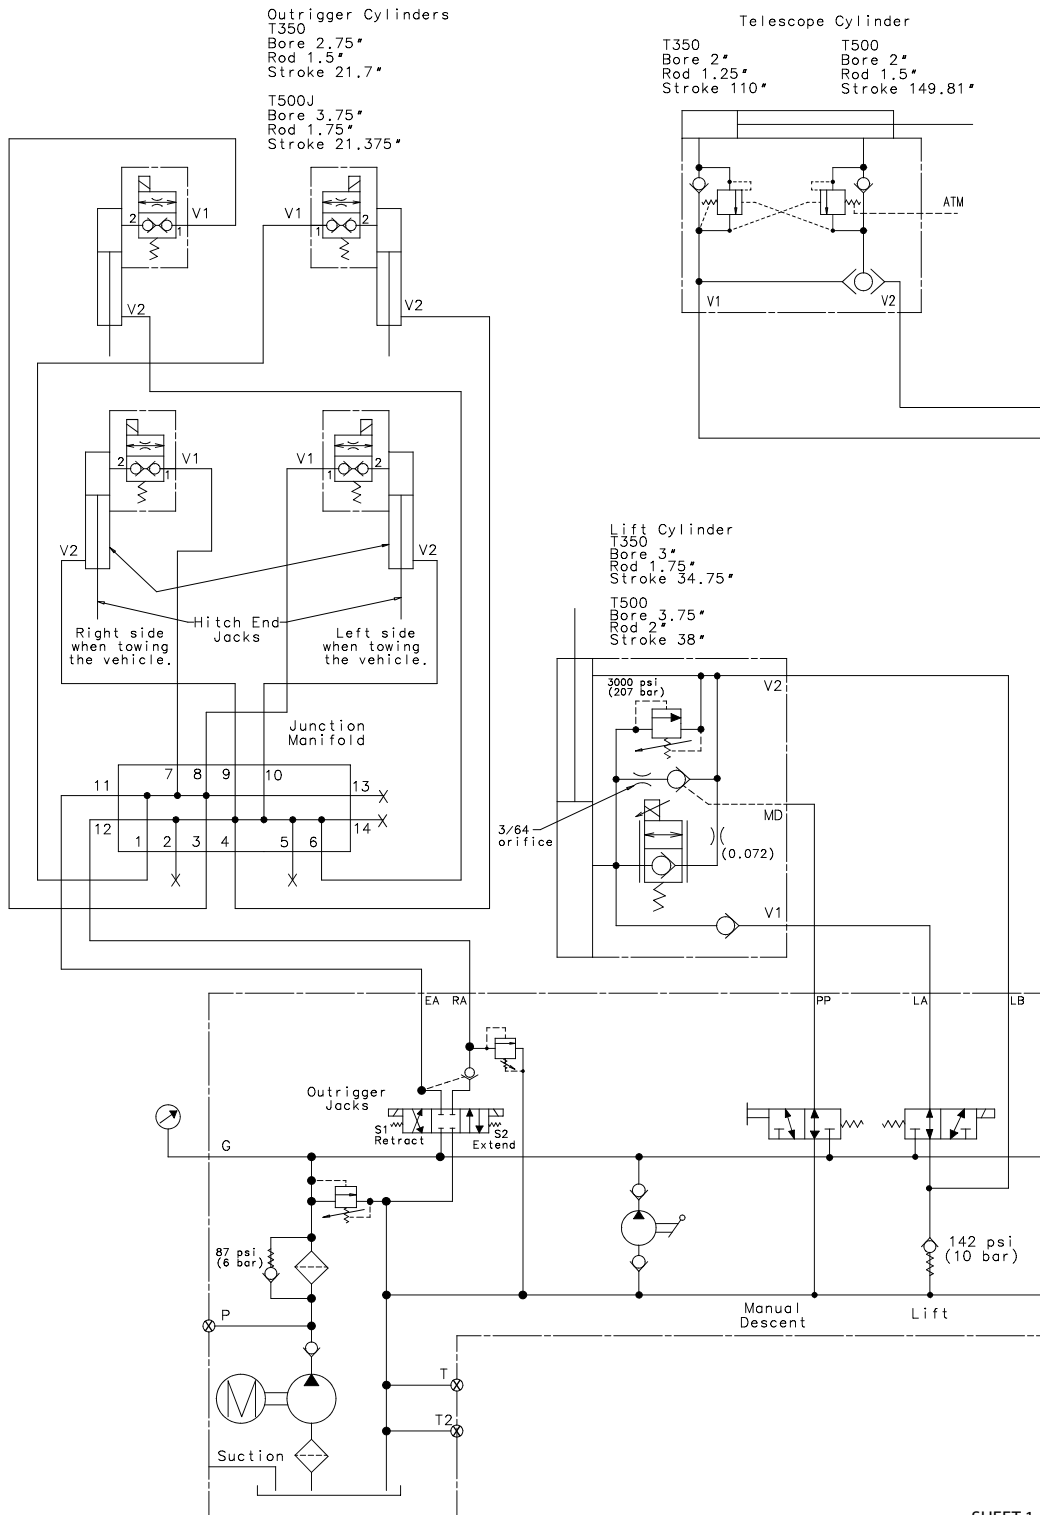 Outrigger Cylinders
T350
Bore 2.75"
Rod 1.5"
Stroke 21.7"
T500J
Bore 3.75"
Rod 1.75"
Stroke 21.375"
Telescope Cylinder
T350
Bore 2"
Rod 1.25"
Stroke 110"
T500
Bore 2"
Rod 1.5"
Stroke 149.81"
2
1
V1
V1
1
2
V2
V2
ATM
V1
V2
2
1
V1
V1
1
2
V2
V2
Hitch End
Jacks
Right side
when towing
the vehicle.
Left side
when towing
the vehicle.
Lift Cylinder
T350
Bore 3"
Rod 1.75"
Stroke 34.75"
T500
Bore 3.75"
Rod 2"
Stroke 38"
3000 psi
(207 bar)
V2
MD
3/64
orifice
(0.072)
V1
Junction
Manifold
11
7
8
9
10
13
12
1
2
3
4
5
6
14
EA
RA
PP
LA
LB
Outrigger
Jacks
S1
Retract
S2
Extend
G
87 psi
(6 bar)
142 psi
(10 bar)
P
Manual
Descent
Lift
T
T2
M
Suction